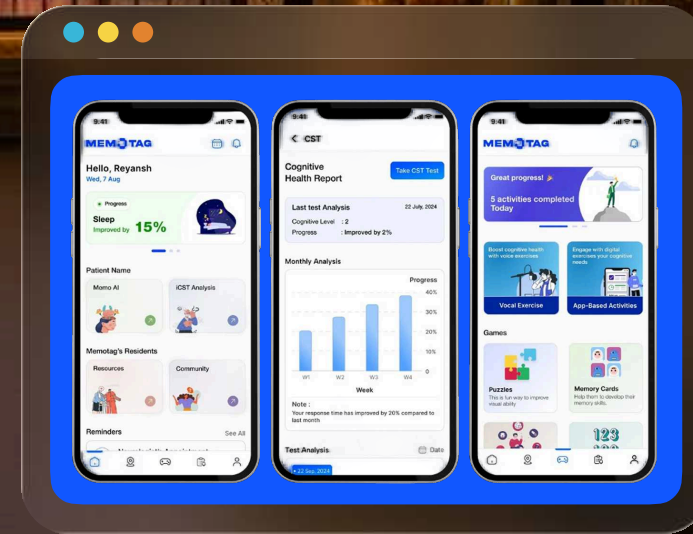 9:41
MEMOTAG
Hello, Reyansh
Wed, 7 Aug
Progress
Sleep
Improved by 15%
Patient Name
Momo AI
iCST Analysis
Memotag's Residents
Resources
Community
Reminders
See All
9:41
CST
Cognitive
Health Report
Take CST Test
Last test Analysis
22 July, 2024
Cognitive Level : 2
Progress : Improved by 2%
Monthly Analysis
Progress
40%
30%
20%
10%
0
W1 W2 W3 W4
Week
Note :
Your response time has improved by 20% compared to
last month
Test Analysis
Date
22 Sep, 2024
9:41
MEMOTAG
Great progress! 🎉
5 activities completed
Today
Boost cognitive health
with voice exercises
Vocal Exercise
Engage with digital
exercises your cognitive
needs
App-Based Activities
Games
Puzzles
This is fun way to improve
visual ability
Memory Cards
Help them to develop their
memory skills.
123